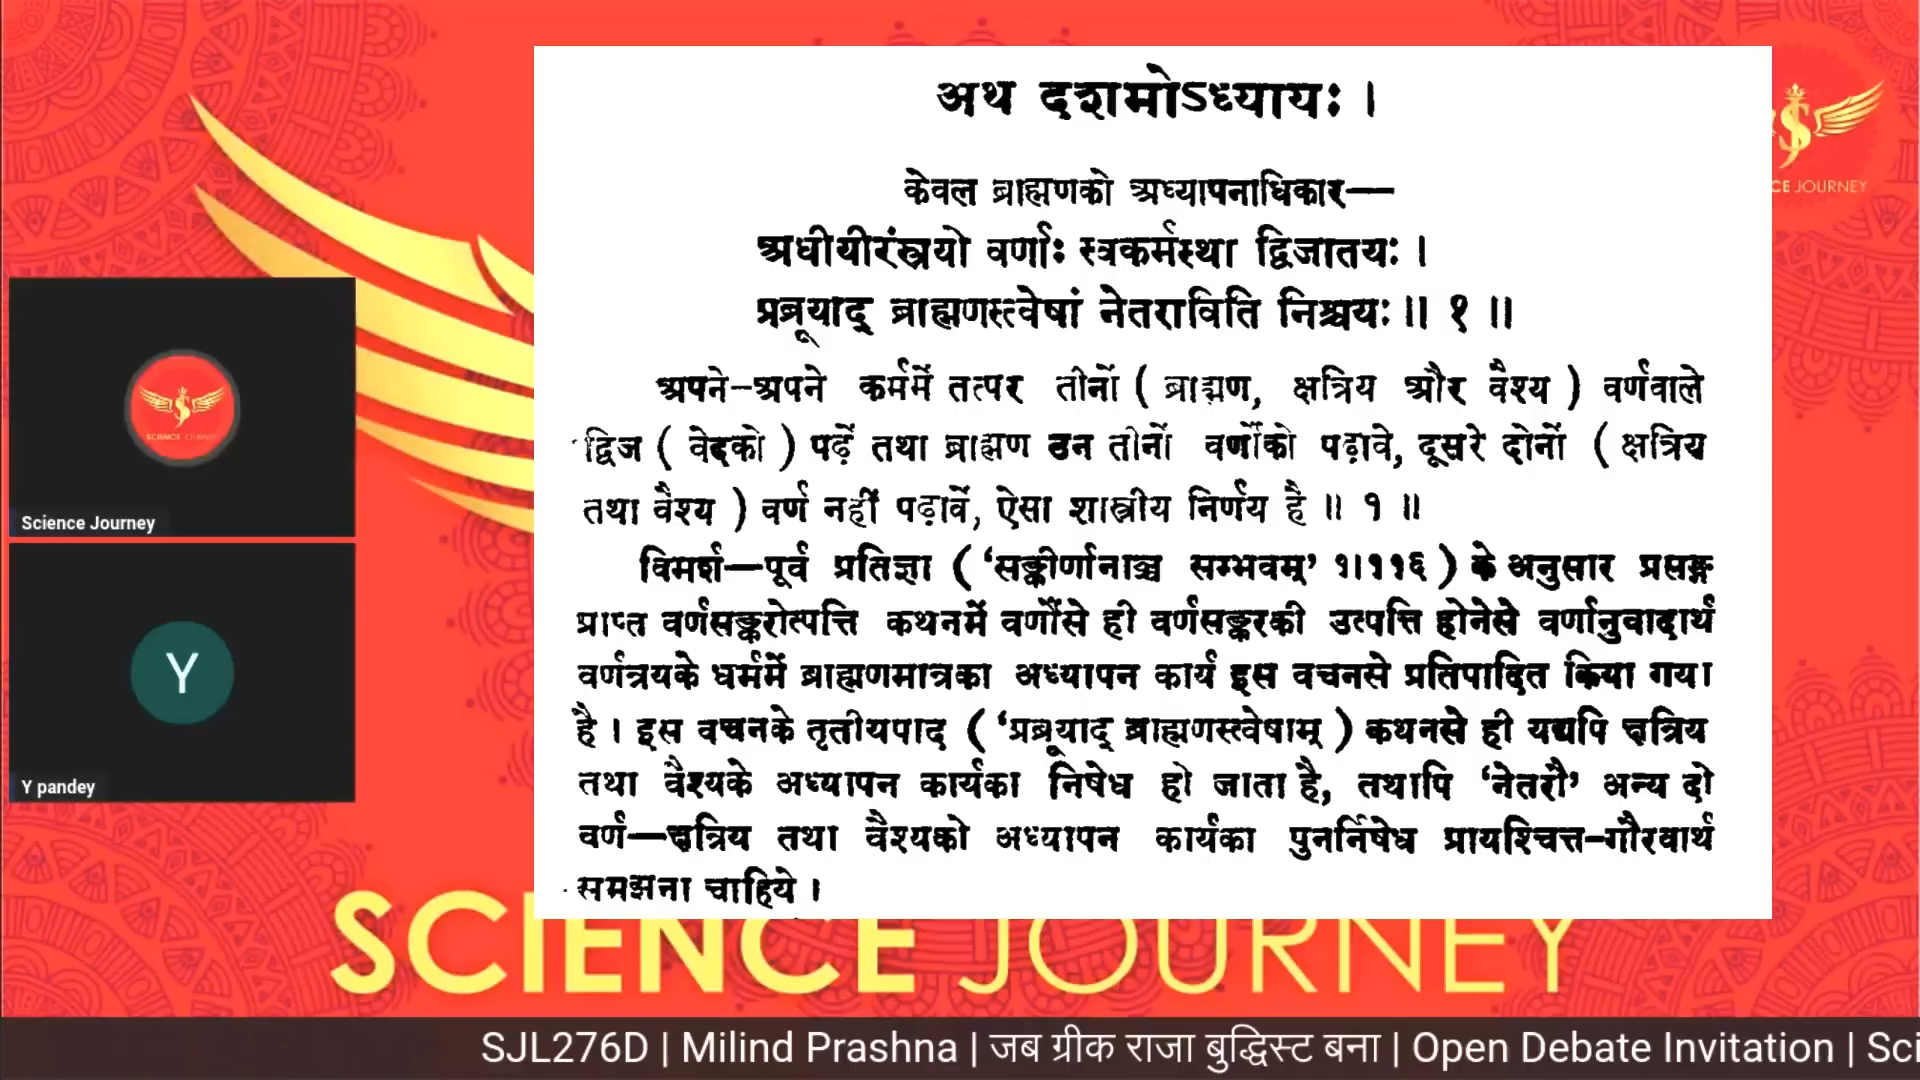 अथ दशमोऽध्यायः ।
केवल ब्राह्मणको अध्यापनाधिकार—
अधीयीरंस्त्रयो वर्णाः स्वकर्मस्था द्विजातयः ।
प्रब्रूयाद् ब्राह्मणस्त्वेषां नेतराविति निश्चयः ॥ १ ॥
अपने-अपने कर्ममें तत्पर तीनों ( ब्राह्मण, क्षत्रिय और वैश्य ) वर्णवाले
द्विज ( वेदको ) पढ़ें तथा ब्राह्मण उन तीनों वर्णोंको पढ़ावे, दूसरे दोनों ( क्षत्रिय
तथा वैश्य ) वर्ण नहीं पढ़ावें, ऐसा शास्त्रीय निर्णय है ॥ १ ॥
विमर्श—पूर्व प्रतिज्ञा ( ‘सङ्कीर्णानाञ्च सम्भवम्’ १।११६ ) के अनुसार प्रसङ्ग
प्राप्त वर्णसङ्करोत्पत्ति कथनमें वर्णोंसे ही वर्णसङ्करकी उत्पत्ति होनेसे वर्णानुवादार्थ
वर्णत्रयके धर्ममें ब्राह्मणमात्रका अध्यापन कार्य इस वचनसे प्रतिपादित किया गया
है । इस वचनके तृतीयपाद ( ‘प्रब्रूयाद् ब्राह्मणस्त्वेषाम् ) कथनसे ही यद्यपि क्षत्रिय
तथा वैश्यके अध्यापन कार्यका निषेध हो जाता है, तथापि ‘नेतरौ’ अन्य दो
वर्ण—क्षत्रिय तथा वैश्यको अध्यापन कार्यका पुनर्निषेध प्रायश्चित्त-गौरवार्थ
समझना चाहिये ।
CE JOURNEY
SCIENCE JOURNEY
Science Journey
Y
Y pandey
SCIENCE JOURNEY
SJL276D | Milind Prashna | जब ग्रीक राजा बुद्धिस्ट बना | Open Debate Invitation | Sci